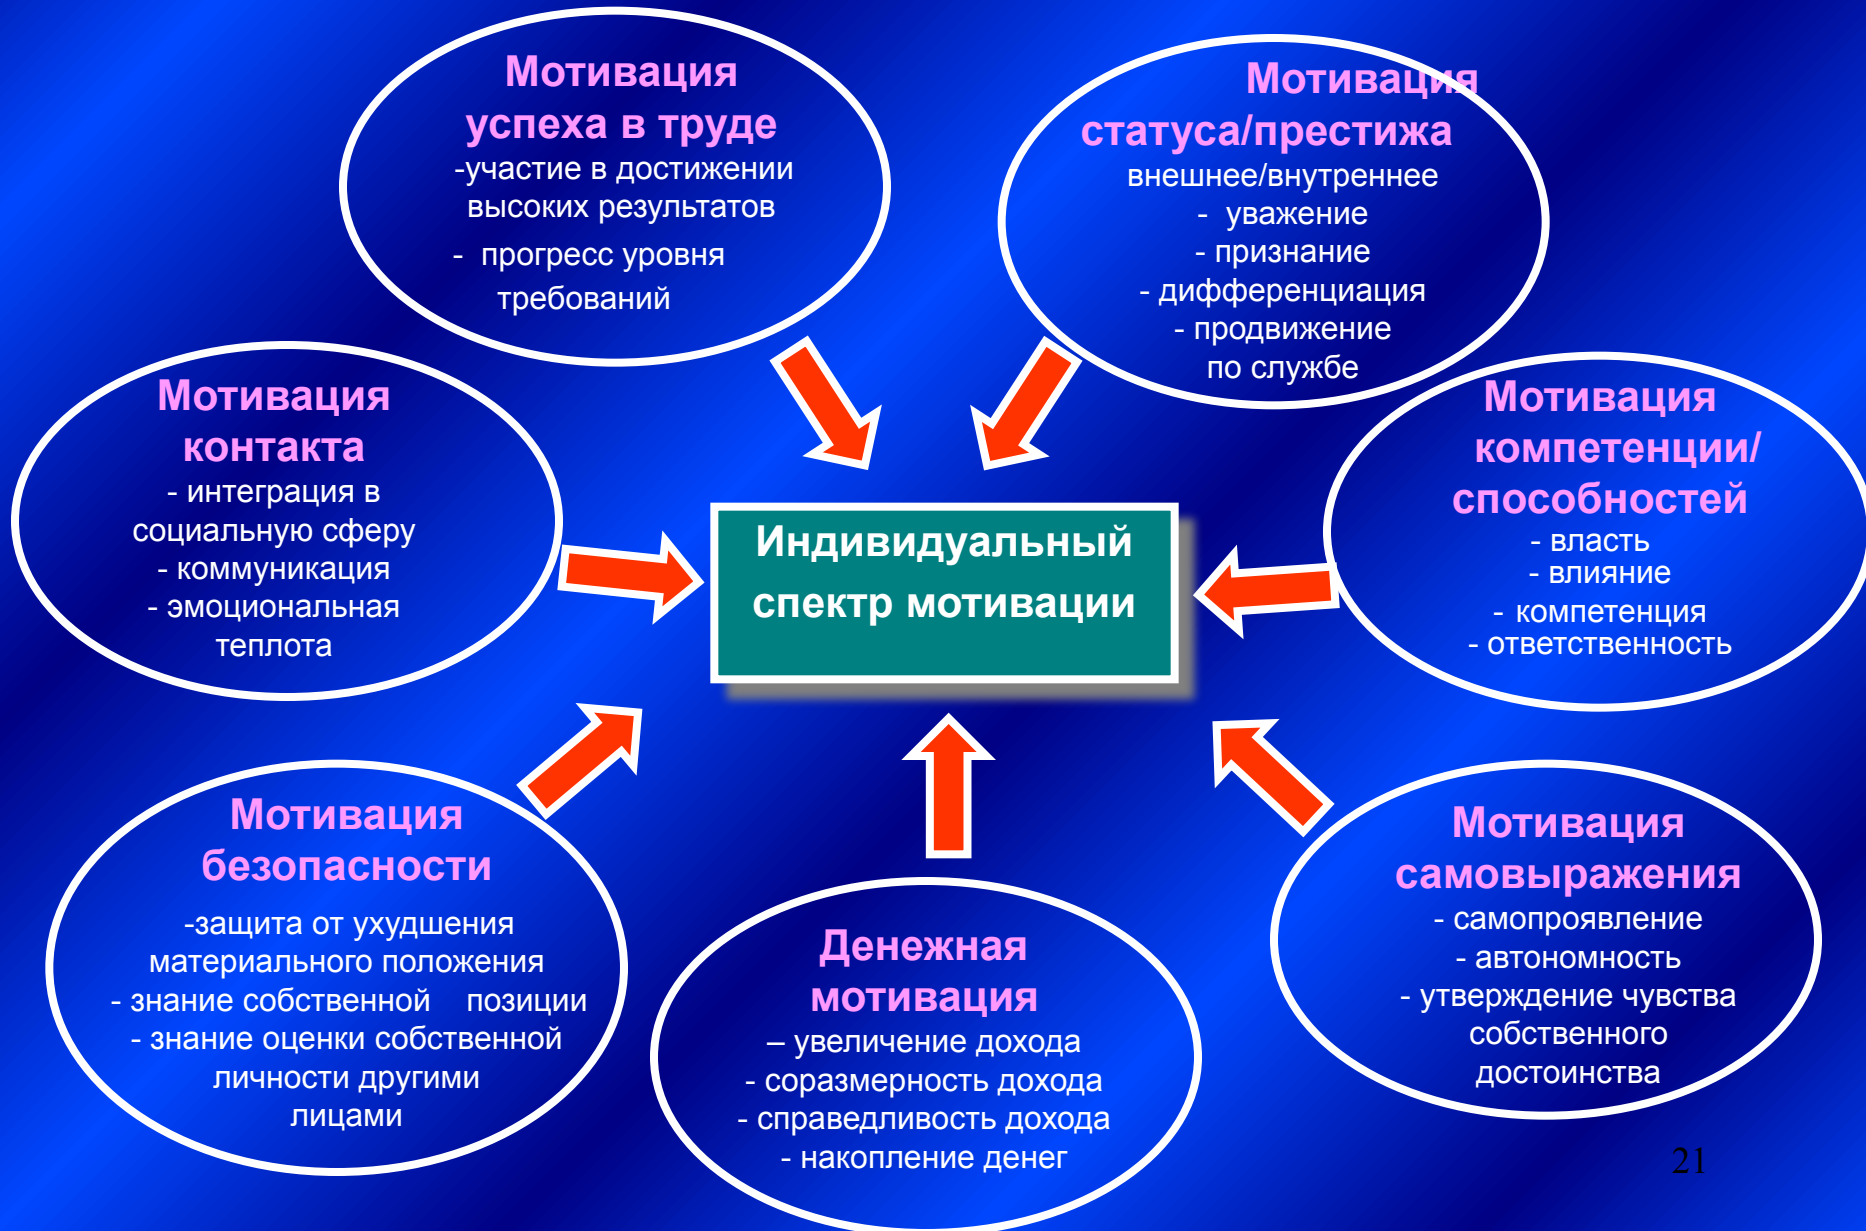 Мотивация
успеха в труде
-участие в достижении
высоких результатов
- прогресс уровня
требований
Мотивация
статуса/престижа
внешнее/внутреннее
- уважение
- признание
- дифференциация
- продвижение
по службе
Мотивация
контакта
- интеграция в
социальную сферу
- коммуникация
- эмоциональная
теплота
Индивидуальный
спектр мотивации
Мотивация
компетенции/
способностей
- власть
- влияние
- компетенция
- ответственность
Мотивация
безопасности
-защита от ухудшения
материального положения
- знание собственной позиции
- знание оценки собственной
личности другими
лицами
Денежная
мотивация
– увеличение дохода
- соразмерность дохода
- справедливость дохода
- накопление денег
Мотивация
самовыражения
- самопроявление
- автономность
- утверждение чувства
собственного
достоинства
21